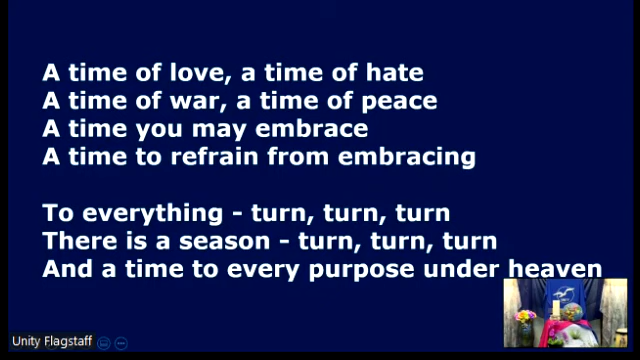 A time of love, a time of hate
A time of war, a time of peace
A time you may embrace
A time to refrain from embracing
To everything - turn, turn, turn
There is a season - turn, turn, turn
And a time to every purpose under heaven
Unity Flagstaff